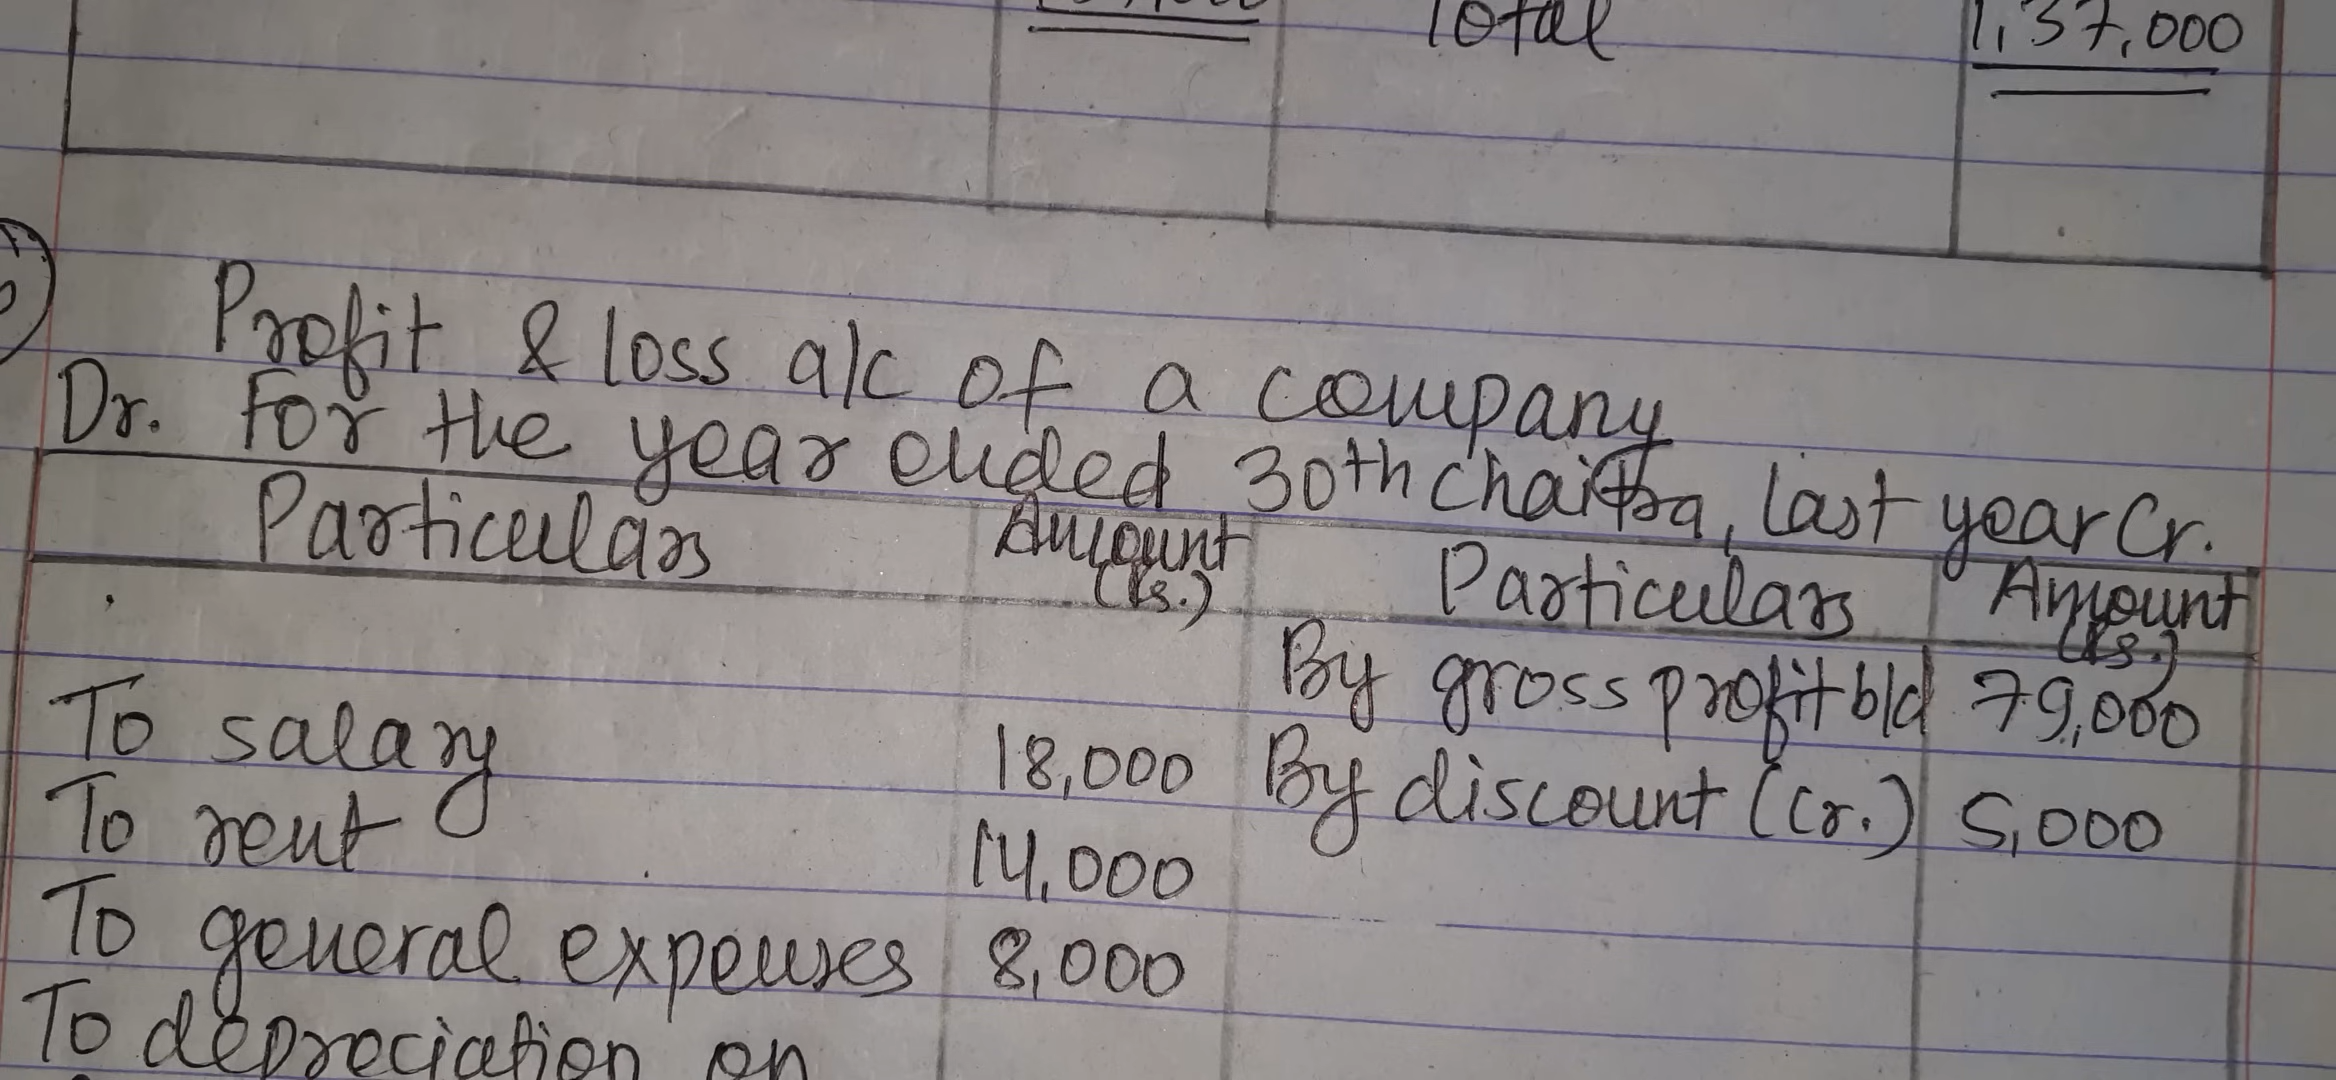 Total 1,37,000
Profit & loss a/c of a company
Dr. For the year ended 30th chaitra, last year Cr.
Particulars Amount (Rs.) Particulars Amount (Rs.)
By gross profit b/d 79,000
To salary 18,000 By discount (Cr.) 5,000
To rent 14,000
To general expenses 8,000
To depreciation on